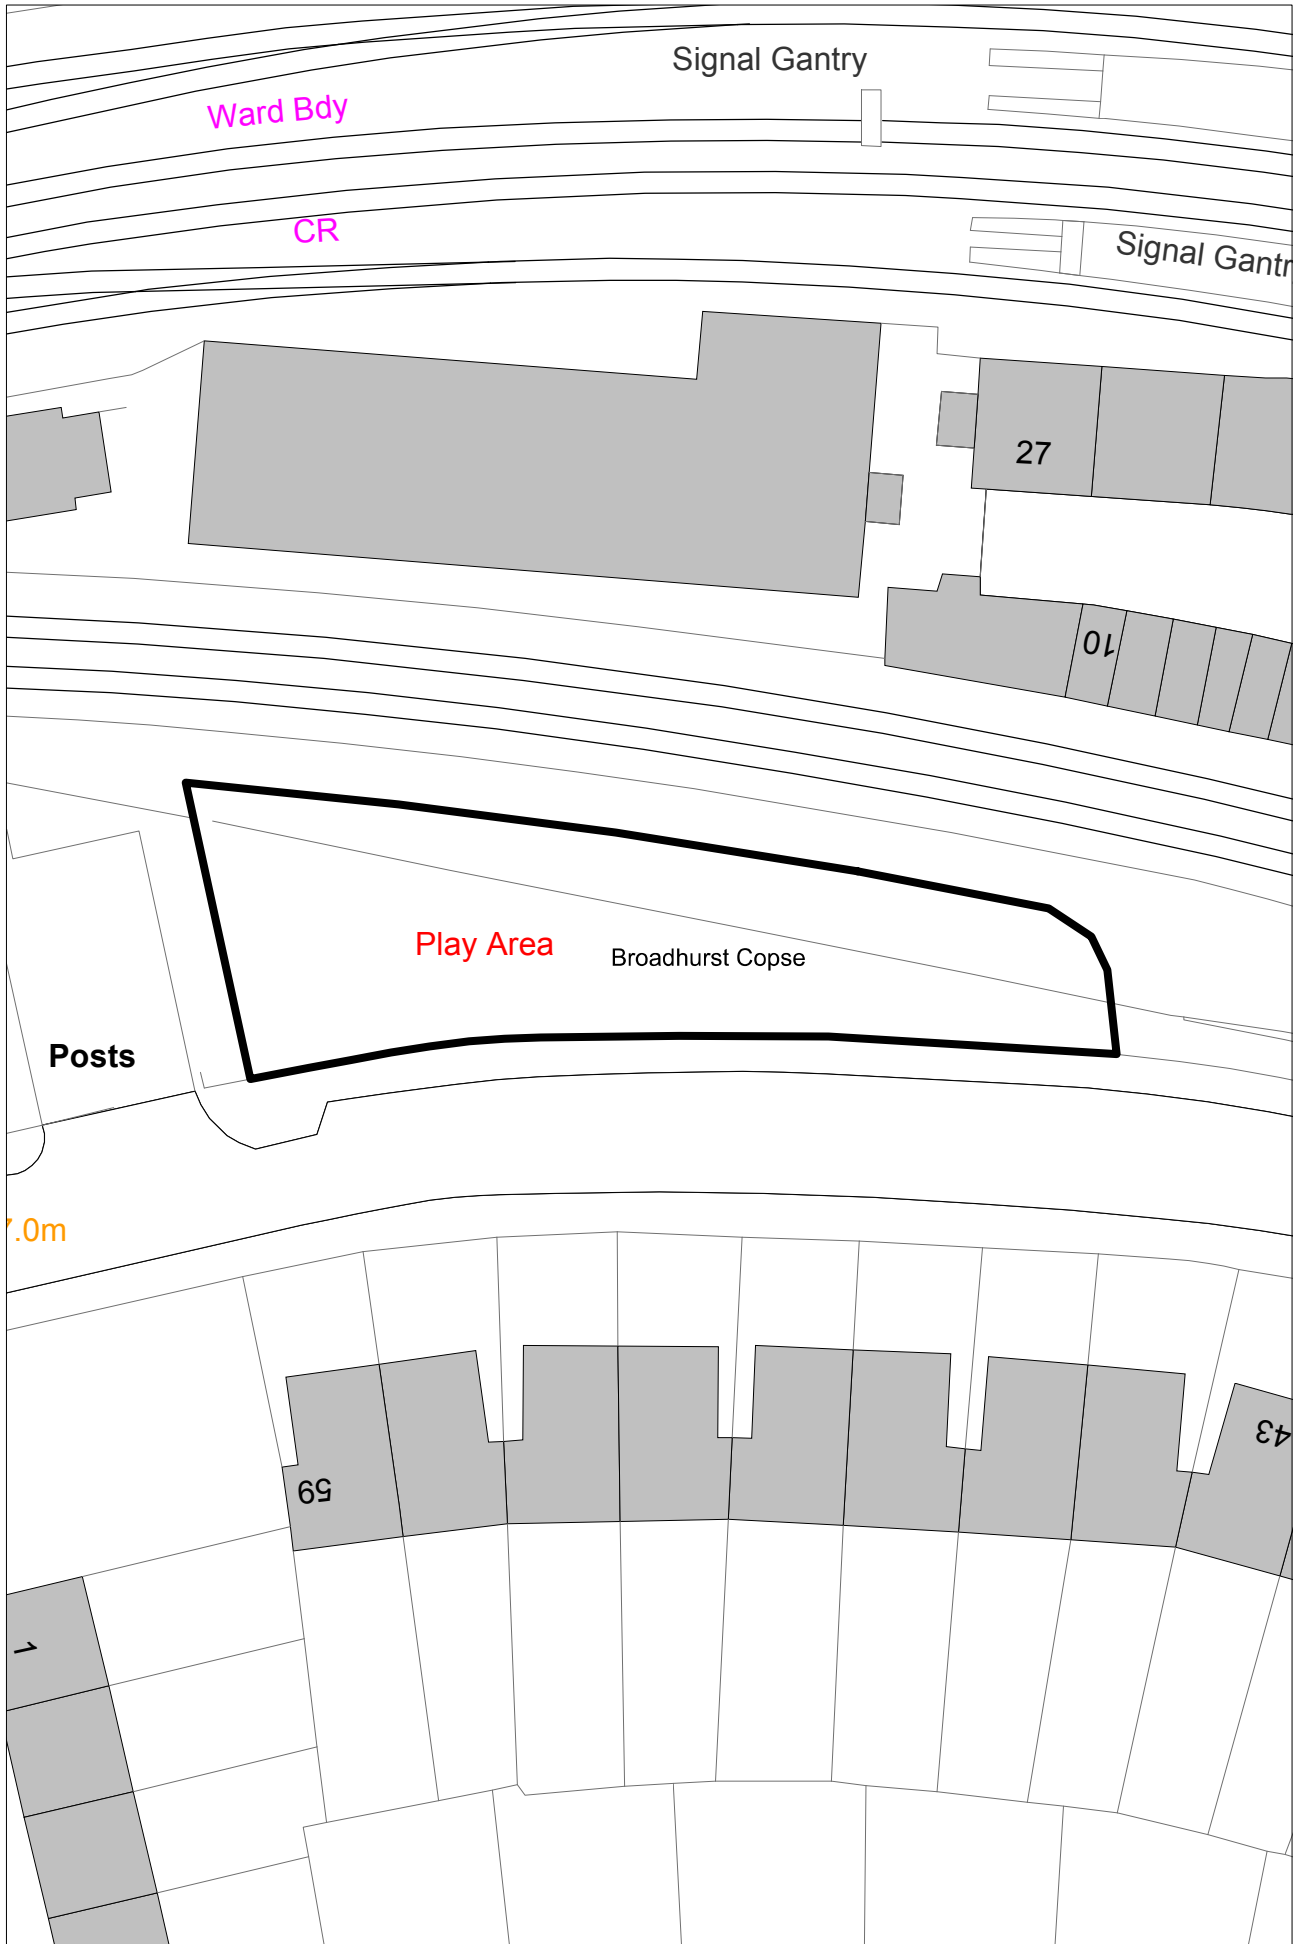 Signal Gantry
Ward Bdy
CR
Signal Gantr
27
10
Play Area
Broadhurst Copse
Posts
.0m
43
59
1